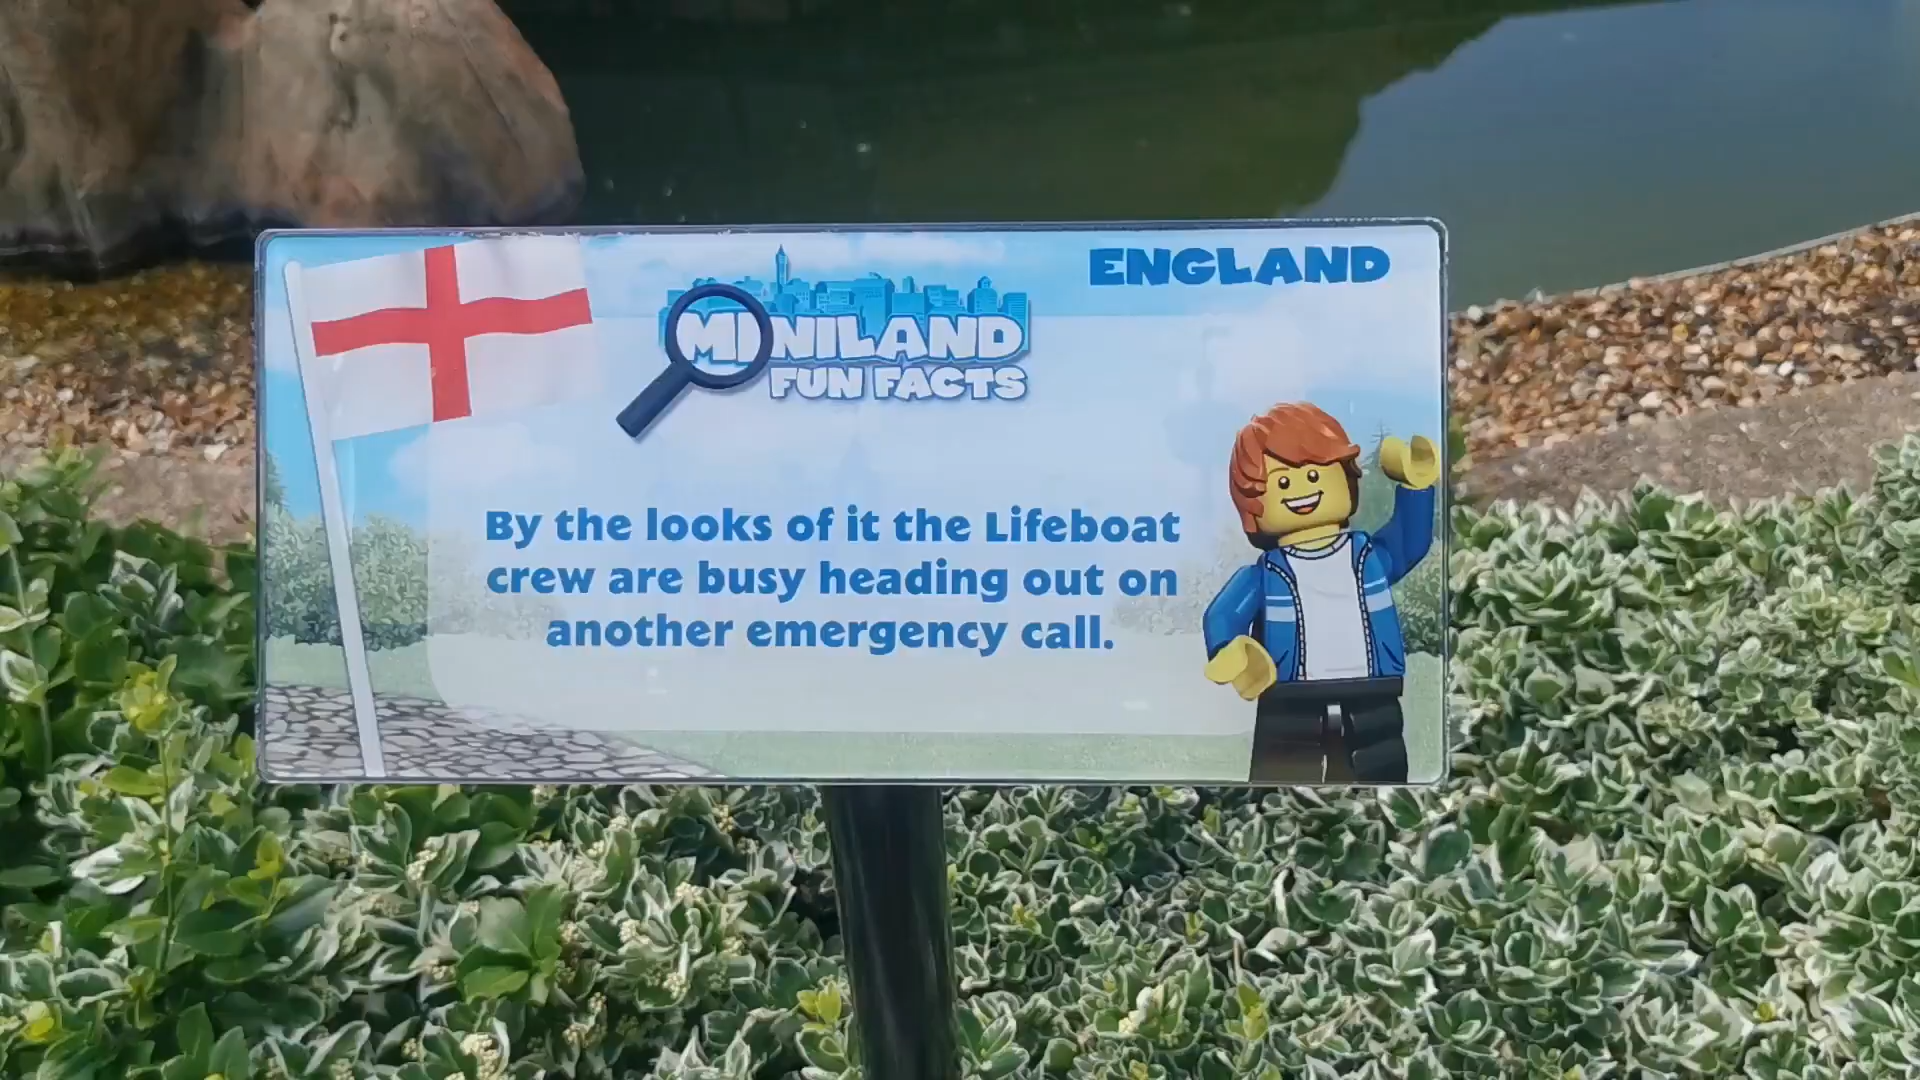 ENGLAND
MINILAND
FUN FACTS
By the looks of it the Lifeboat
crew are busy heading out on
another emergency call.